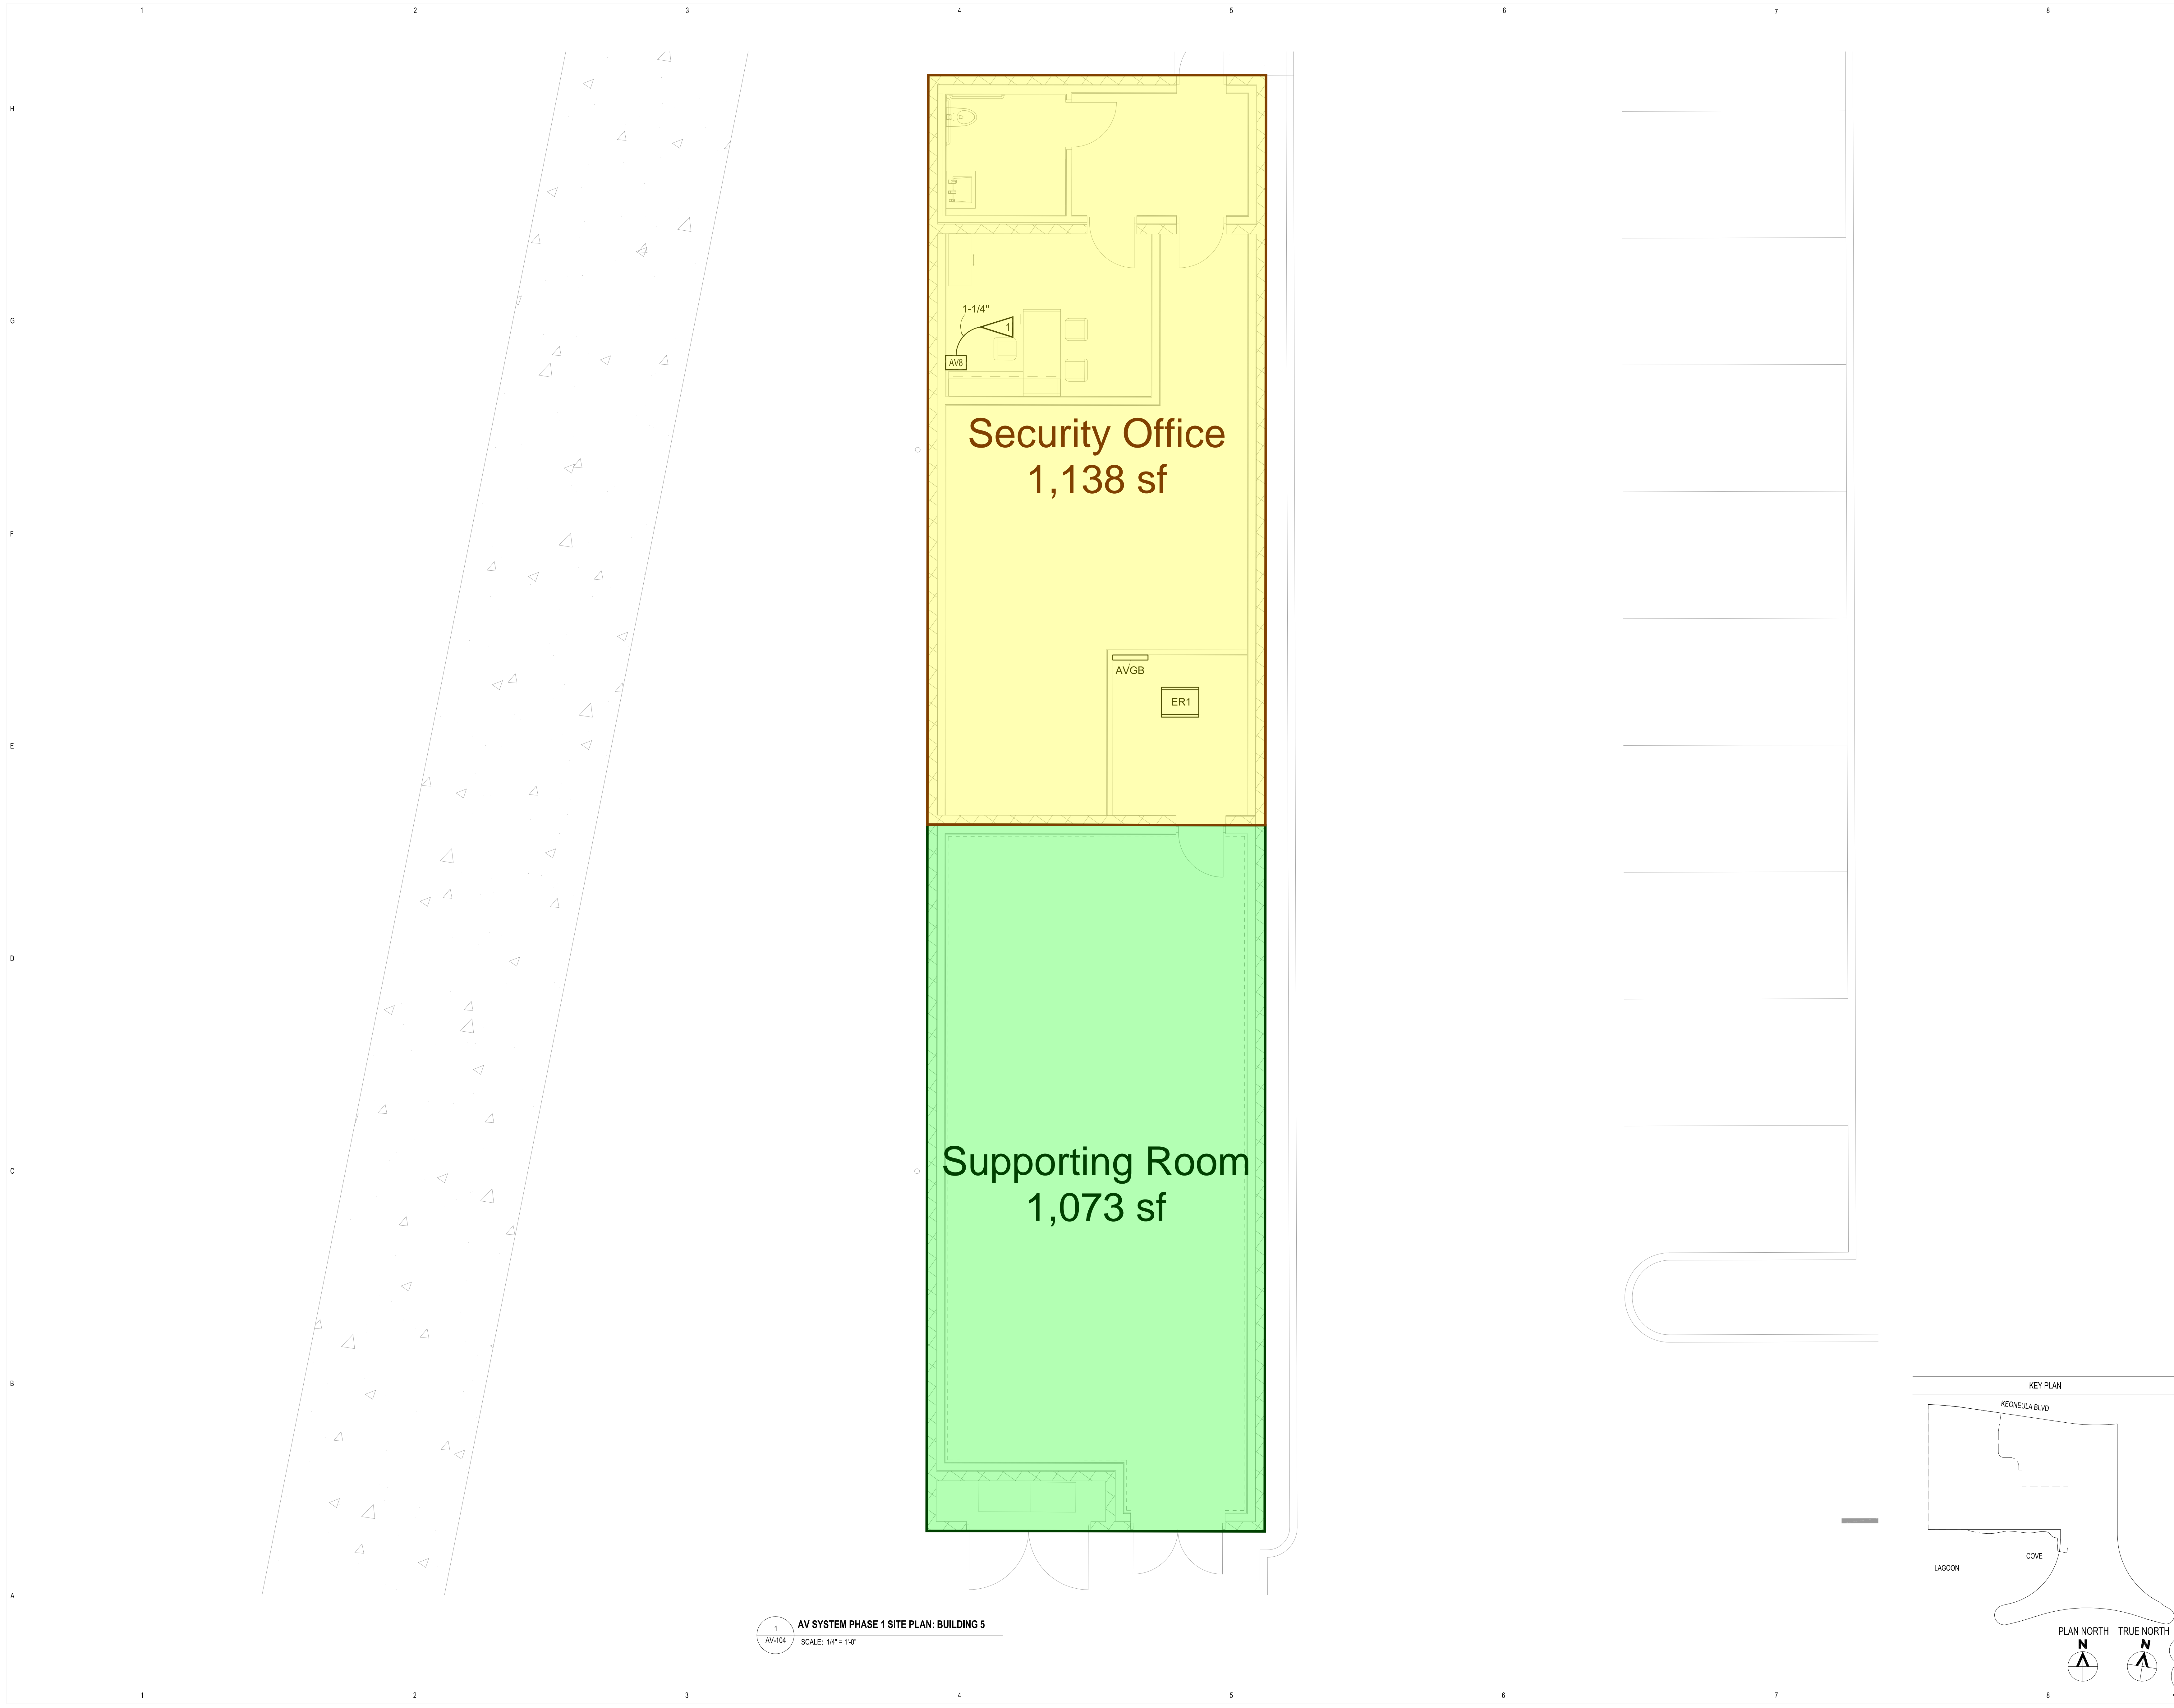 1 2 3 4 5 6 7 8
H
G
F
E
D
C
B
A
1-1/4"
1
AV8
Security Office
1,138 sf
AVGB
ER1
Supporting Room
1,073 sf
KEY PLAN
KEONEULA BLVD
LAGOON
COVE
PLAN NORTH
TRUE NORTH
N
N
1
AV-104
AV SYSTEM PHASE 1 SITE PLAN: BUILDING 5
SCALE: 1/4" = 1'-0"
1 2 3 4 5 6 7 8